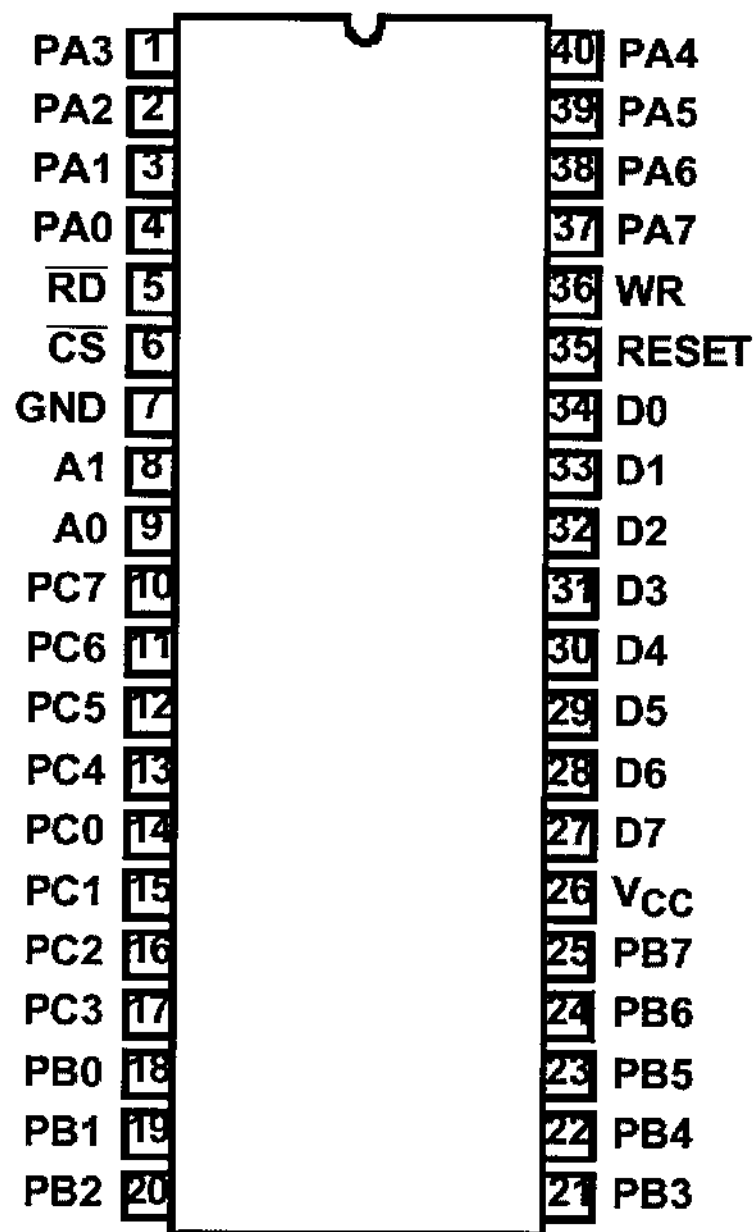 PA3 1 40 PA4
PA2 2 39 PA5
PA1 3 38 PA6
PA0 4 37 PA7
R̅D̅ 5 36 WR
C̅S̅ 6 35 RESET
GND 7 34 D0
A1 8 33 D1
A0 9 32 D2
PC7 10 31 D3
PC6 11 30 D4
PC5 12 29 D5
PC4 13 28 D6
PC0 14 27 D7
PC1 15 26 VCC
PC2 16 25 PB7
PC3 17 24 PB6
PB0 18 23 PB5
PB1 19 22 PB4
PB2 20 21 PB3